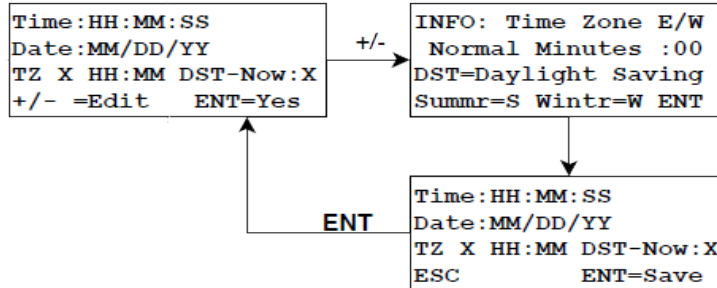 Time:HH:MM:SS
Date:MM/DD/YY
TZ X HH:MM DST-Now:X
+/- =Edit ENT=Yes
+/-
INFO: Time Zone E/W
Normal Minutes :00
DST=Daylight Saving
Summr=S Wintr=W ENT
Time:HH:MM:SS
Date:MM/DD/YY
TZ X HH:MM DST-Now:X
ESC ENT=Save
ENT